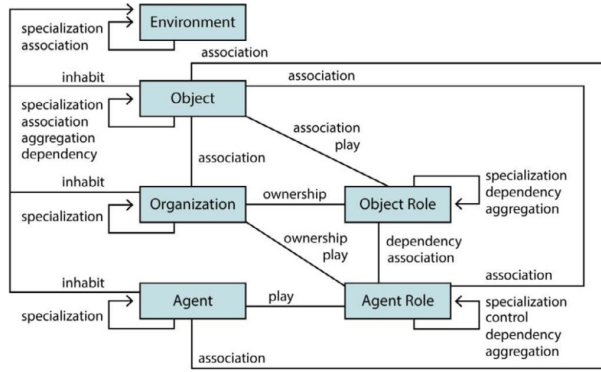 specialization
association
Environment
association
inhabit
association
specialization
association
aggregation
dependency
Object
association
play
association
inhabit
specialization
Organization
ownership
Object Role
specialization
dependency
aggregation
ownership
play
dependency
association
inhabit
association
specialization
Agent
play
Agent Role
specialization
control
dependency
aggregation
association